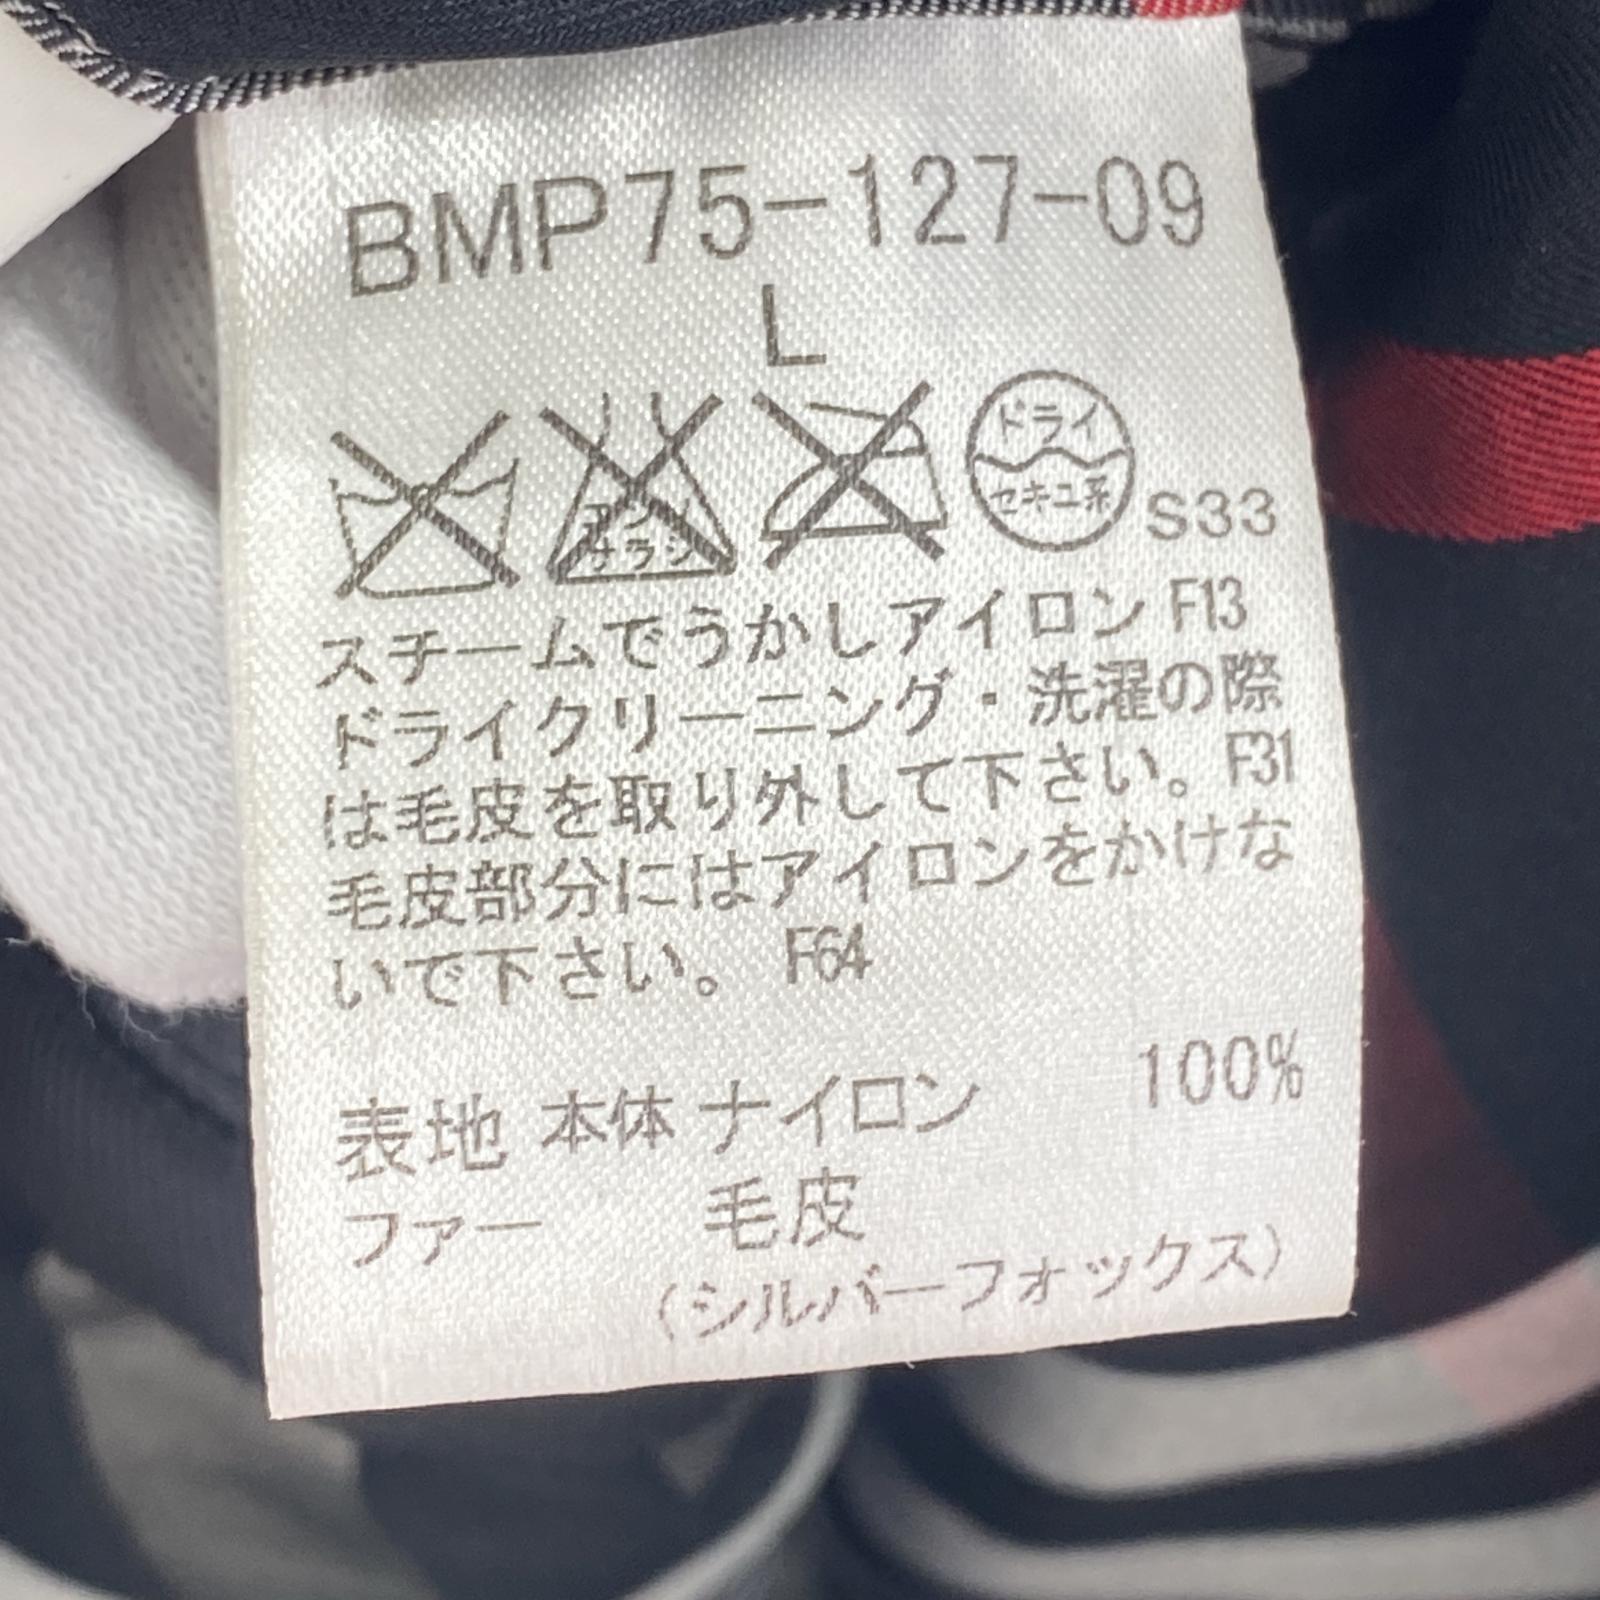 BMP75-127-09
L
エンソ
サラシ
ドライ
セキユ系
S33
スチームでうかしアイロン F13
ドライクリーニング・洗濯の際
は毛皮を取り外して下さい。F31
毛皮部分にはアイロンをかけな
いで下さい。 F64
表地 本体 ナイロン 100%
ファー 毛皮
(シルバーフォックス)